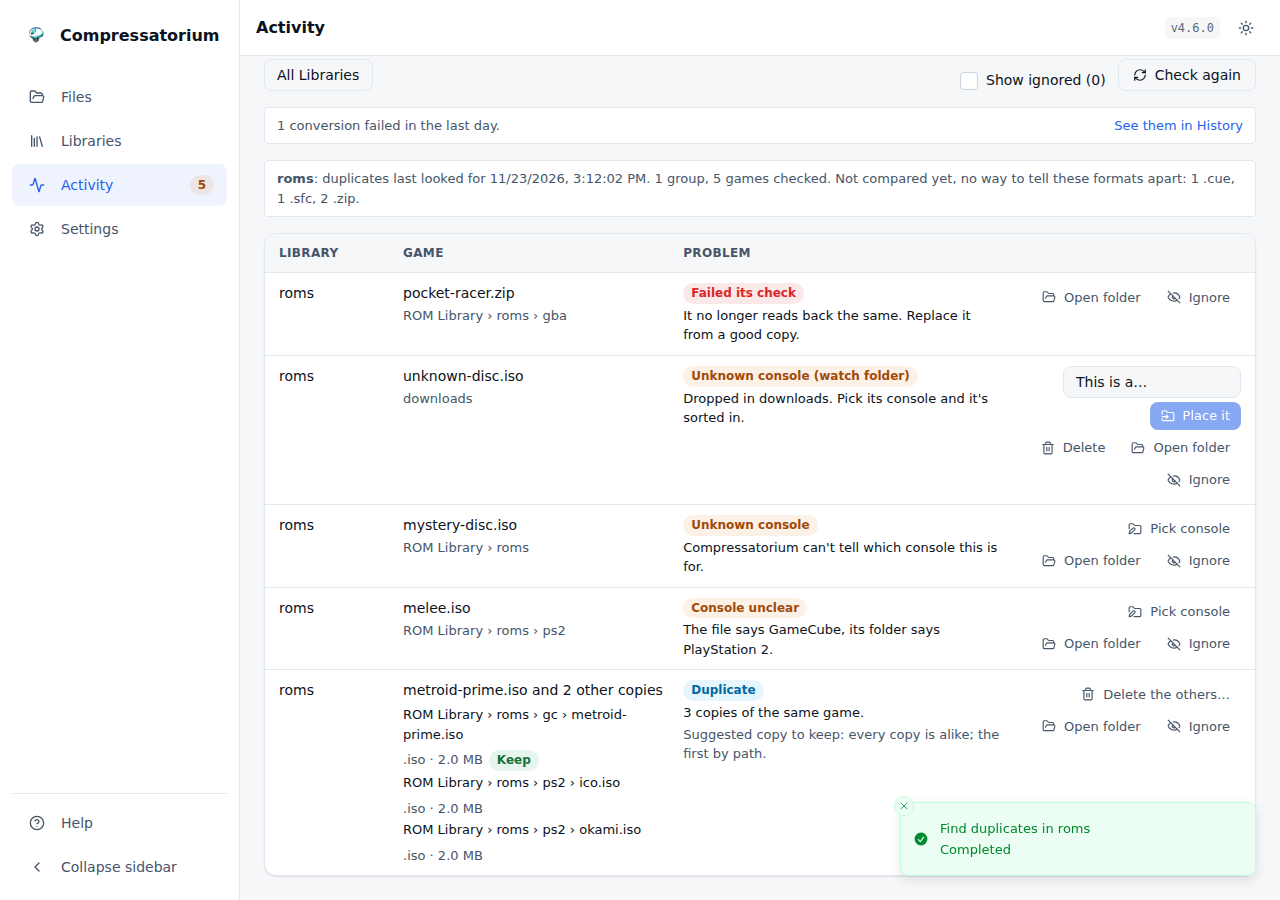 Compressatorium
Activity
v4.6.0
Files
Libraries
Activity
5
Settings
Help
Collapse sidebar
All Libraries
Show ignored (0)
Check again
1 conversion failed in the last day.
See them in History
roms: duplicates last looked for 11/23/2026, 3:12:02 PM. 1 group, 5 games checked. Not compared yet, no way to tell these formats apart: 1 .cue,
1 .sfc, 2 .zip.
LIBRARY
GAME
PROBLEM
roms
pocket-racer.zip
ROM Library › roms › gba
Failed its check
It no longer reads back the same. Replace it
from a good copy.
Open folder
Ignore
roms
unknown-disc.iso
downloads
Unknown console (watch folder)
Dropped in downloads. Pick its console and it's
sorted in.
This is a…
Place it
Delete
Open folder
Ignore
roms
mystery-disc.iso
ROM Library › roms
Unknown console
Compressatorium can't tell which console this is
for.
Pick console
Open folder
Ignore
roms
melee.iso
ROM Library › roms › ps2
Console unclear
The file says GameCube, its folder says
PlayStation 2.
Pick console
Open folder
Ignore
roms
metroid-prime.iso and 2 other copies
ROM Library › roms › gc › metroid-
prime.iso
.iso · 2.0 MB
Keep
ROM Library › roms › ps2 › ico.iso
.iso · 2.0 MB
ROM Library › roms › ps2 › okami.iso
.iso · 2.0 MB
Duplicate
3 copies of the same game.
Suggested copy to keep: every copy is alike; the
first by path.
Delete the others…
Open folder
Ignore
Find duplicates in roms
Completed